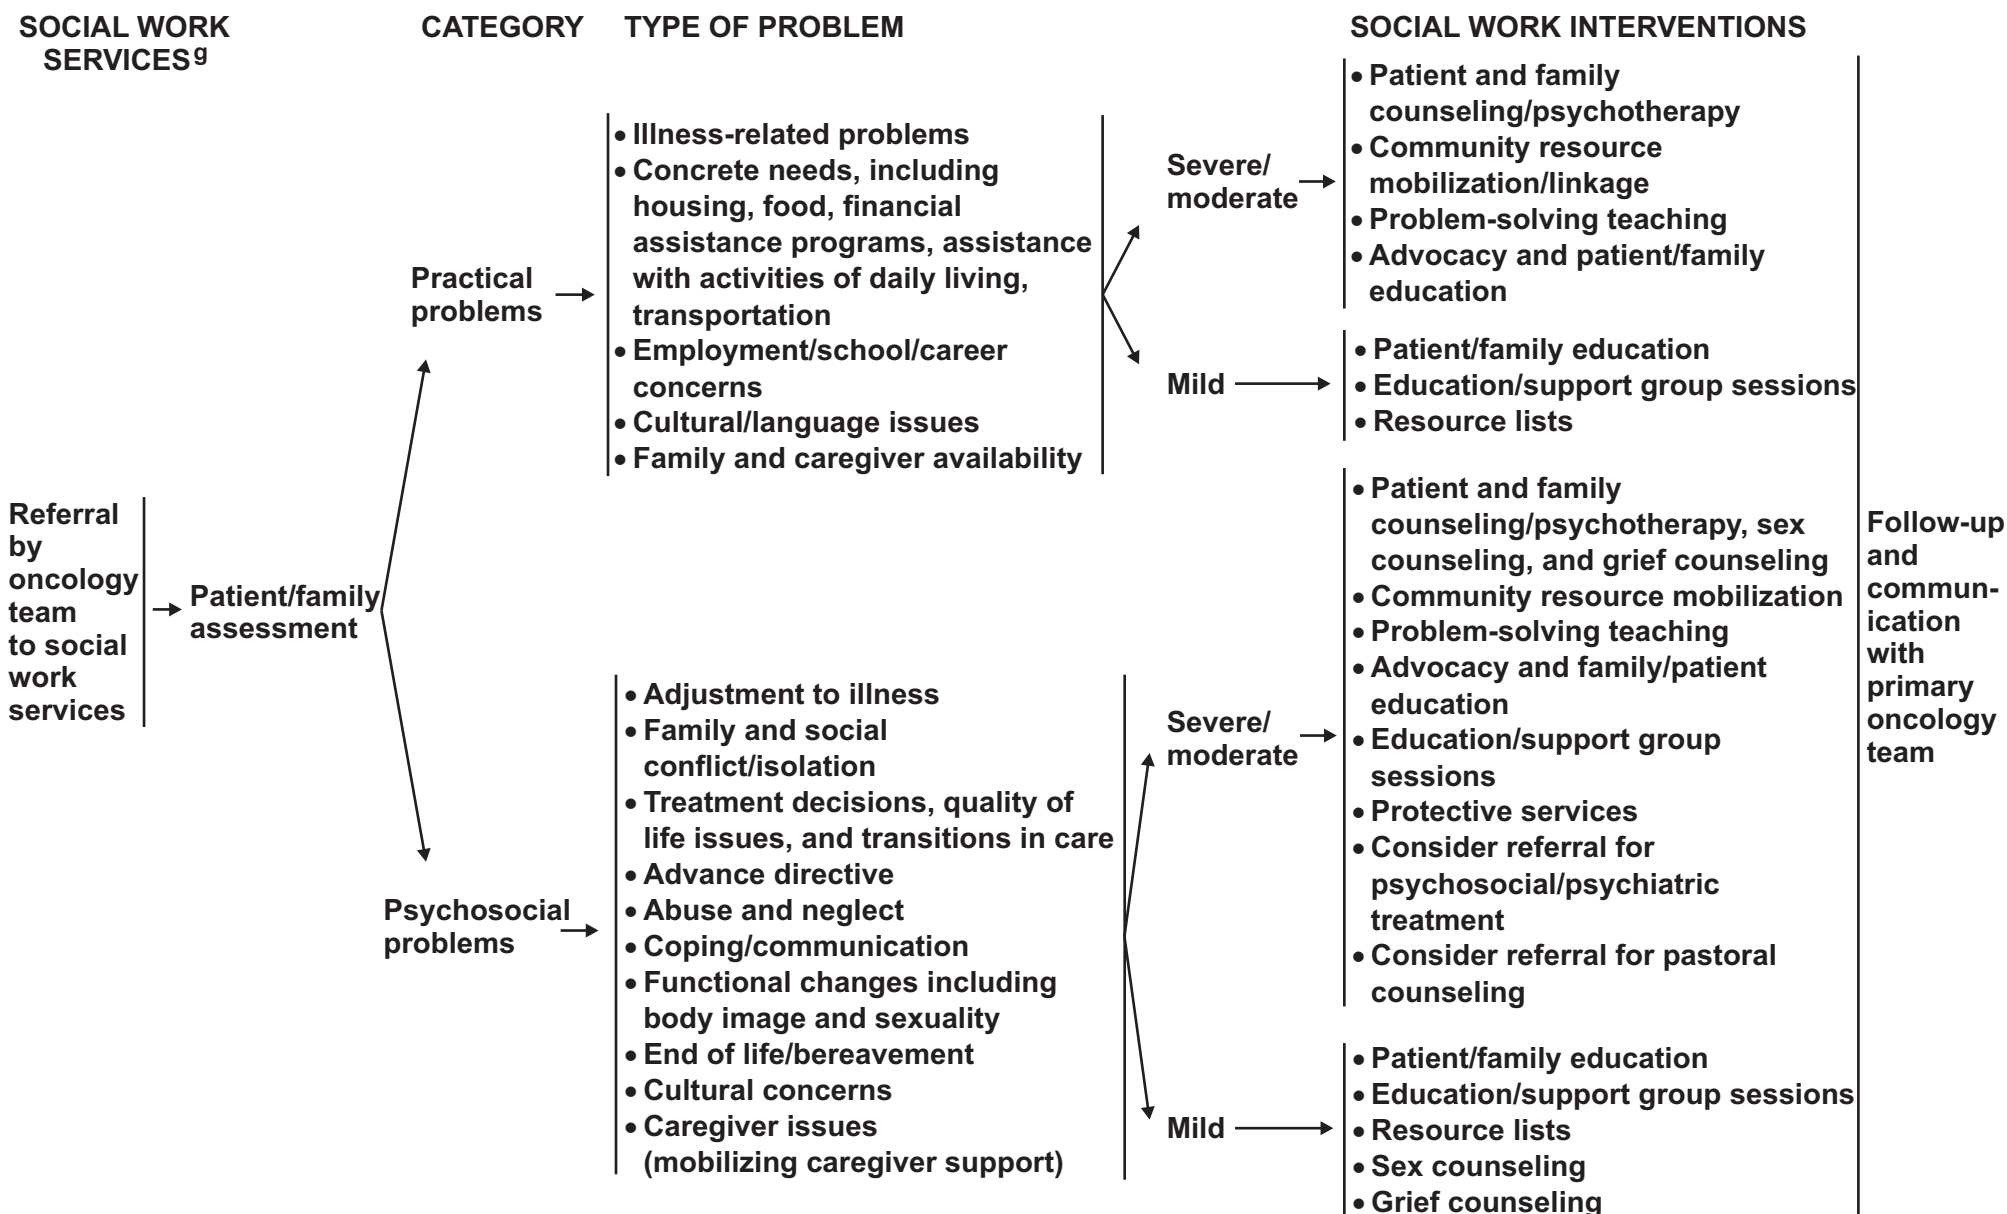 SOCIAL WORK
SERVICESg
CATEGORY
TYPE OF PROBLEM
SOCIAL WORK INTERVENTIONS
Referral
by
oncology
team
to social
work
services
Patient/family
assessment
Practical
problems
• Illness-related problems
• Concrete needs, including
housing, food, financial
assistance programs, assistance
with activities of daily living,
transportation
• Employment/school/career
concerns
• Cultural/language issues
• Family and caregiver availability
Severe/
moderate
• Patient and family
counseling/psychotherapy
• Community resource
mobilization/linkage
• Problem-solving teaching
• Advocacy and patient/family
education
Mild
• Patient/family education
• Education/support group sessions
• Resource lists
Psychosocial
problems
• Adjustment to illness
• Family and social
conflict/isolation
• Treatment decisions, quality of
life issues, and transitions in care
• Advance directive
• Abuse and neglect
• Coping/communication
• Functional changes including
body image and sexuality
• End of life/bereavement
• Cultural concerns
• Caregiver issues
(mobilizing caregiver support)
Severe/
moderate
• Patient and family
counseling/psychotherapy, sex
counseling, and grief counseling
• Community resource mobilization
• Problem-solving teaching
• Advocacy and family/patient
education
• Education/support group
sessions
• Protective services
• Consider referral for
psychosocial/psychiatric
treatment
• Consider referral for pastoral
counseling
Mild
• Patient/family education
• Education/support group sessions
• Resource lists
• Sex counseling
• Grief counseling
Follow-up
and
commun-
ication
with
primary
oncology
team